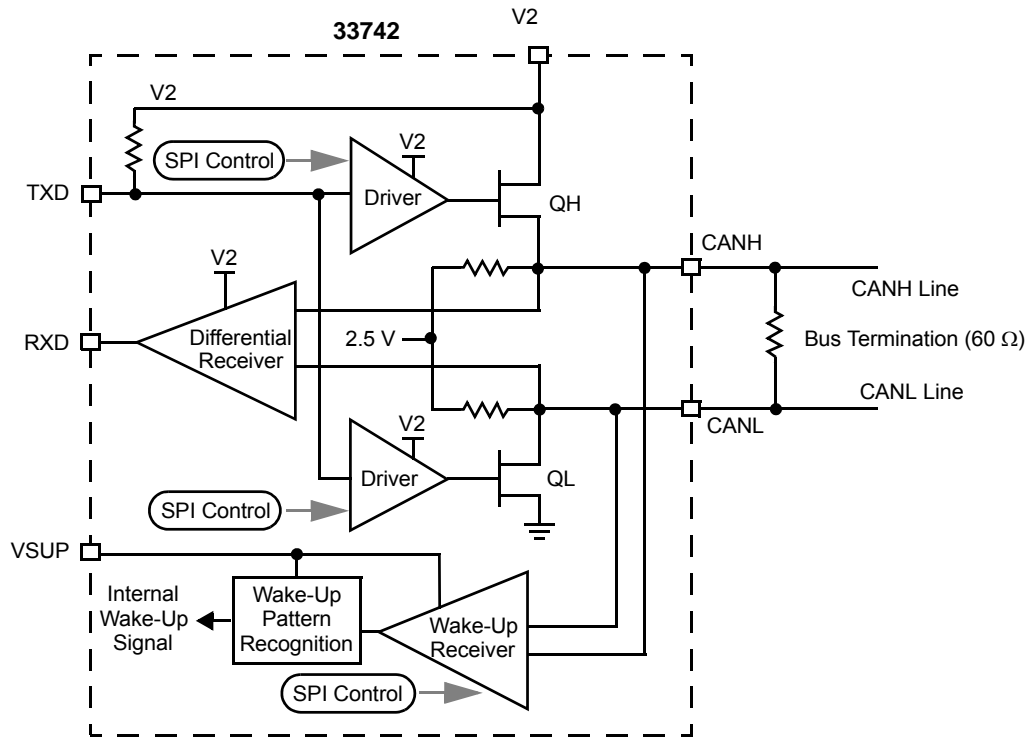 V2
33742
V2
SPI Control
V2
Driver
TXD
QH
V2
CANH
CANH Line
Differential
Receiver
RXD
2.5 V
Bus Termination (60 Ω)
CANL Line
CANL
V2
Driver
QL
SPI Control
VSUP
Internal
Wake-Up
Signal
Wake-Up
Pattern
Recognition
Wake-Up
Receiver
SPI Control